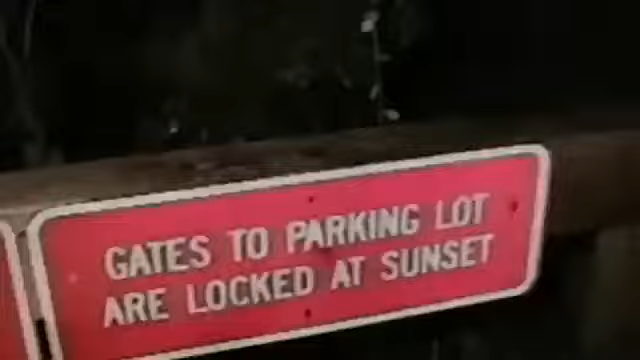 GATES TO PARKING LOT
ARE LOCKED AT SUNSET